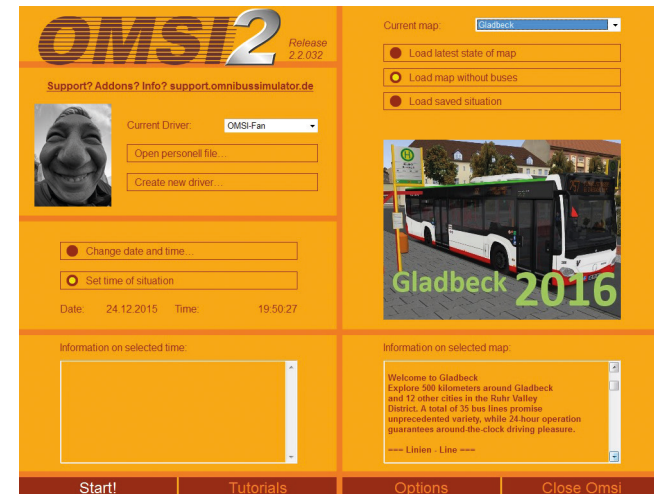 OMSI 2
Release
2.2.032
Support? Addons? Info? support.omnibussimulator.de
Current Driver:
OMSI-Fan
Open personell file...
Create new driver...
Change date and time...
Set time of situation
Date: 24.12.2015 Time: 19:50:27
Information on selected time:
Current map:
Gladbeck
Load latest state of map
Load map without buses
Load saved situation
H
Gladbeck 2016
Information on selected map:
Welcome to Gladbeck
Explore 500 kilometers around Gladbeck
and 12 other cities in the Ruhr Valley
District. A total of 35 bus lines promise
unprecedented variety, while 24-hour operation
guarantees around-the-clock driving pleasure.
=== Linien - Line ===
Start!
Tutorials
Options
Close Omsi